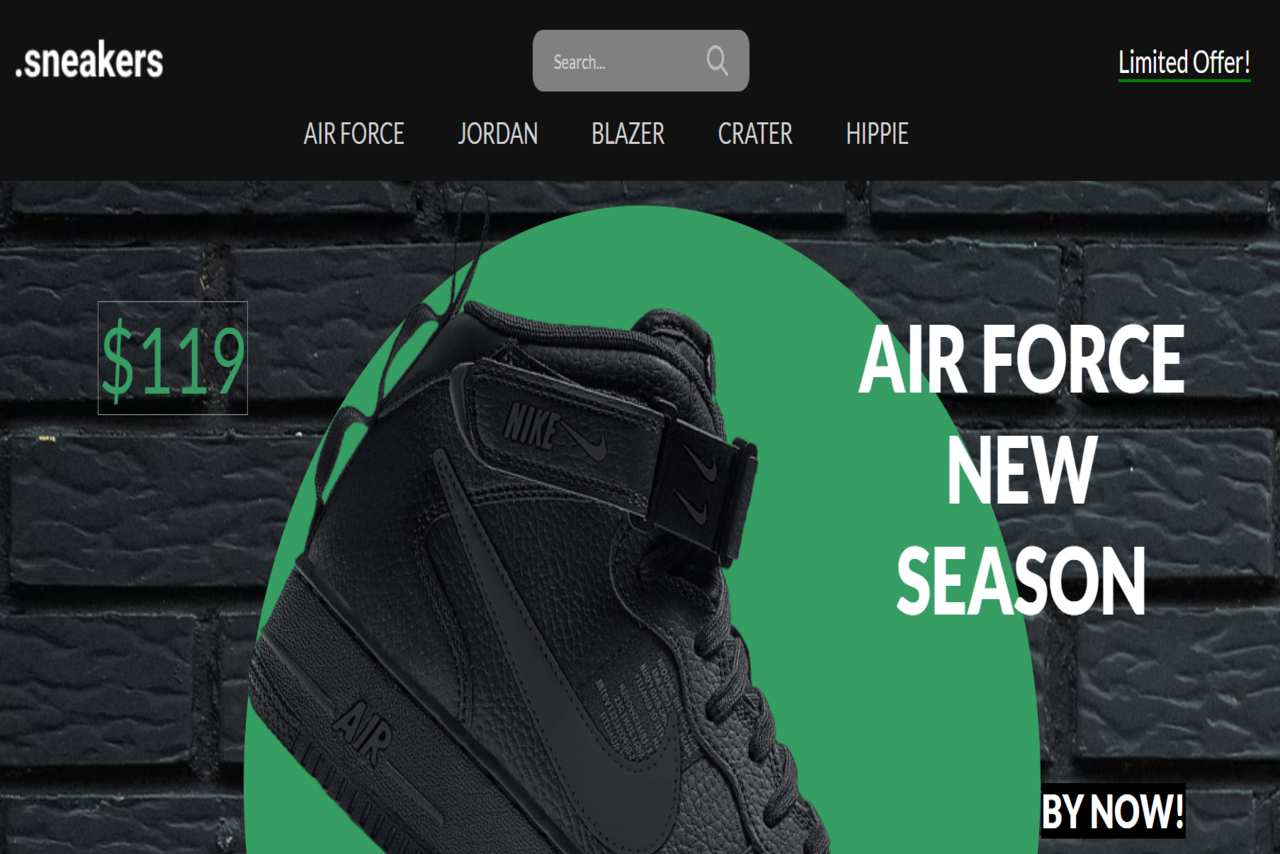 .sneakers
Search...
Limited Offer!
AIR FORCE
JORDAN
BLAZER
CRATER
HIPPIE
$119
AIR FORCE
NEW
SEASON
NIKE
AIR
BY NOW!